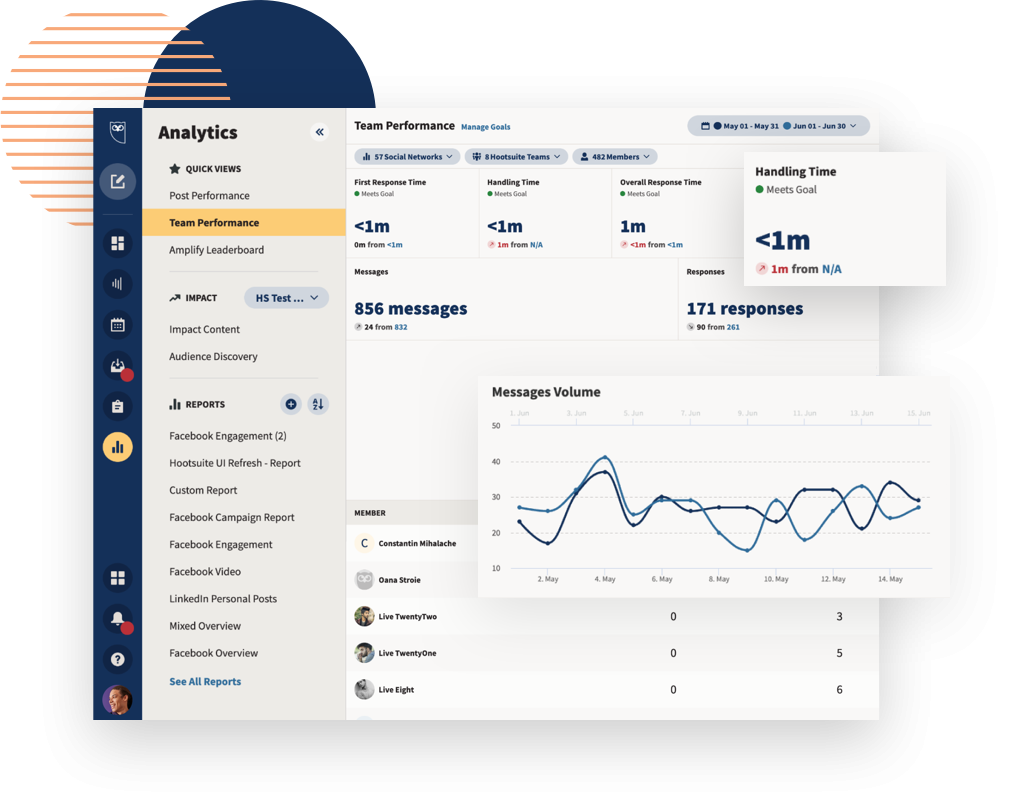 Analytics
QUICK VIEWS
Post Performance
Team Performance
Amplify Leaderboard
IMPACT
HS Test ...
Impact Content
Audience Discovery
REPORTS
Facebook Engagement (2)
Hootsuite UI Refresh - Report
Custom Report
Facebook Campaign Report
Facebook Engagement
Facebook Video
LinkedIn Personal Posts
Mixed Overview
Facebook Overview
See All Reports
Team Performance Manage Goals
May 01 - May 31 Jun 01 - Jun 30
57 Social Networks 8 Hootsuite Teams 482 Members
First Response Time
Meets Goal
<1m
0m from <1m
Handling Time
Meets Goal
<1m
1m from N/A
Overall Response Time
Meets Goal
1m
<1m from <1m
Handling Time
Meets Goal
<1m
1m from N/A
Messages
856 messages
24 from 832
Responses
171 responses
90 from 261
Messages Volume
1. Jun 3. Jun 5. Jun 7. Jun 9. Jun 11. Jun 13. Jun 15. Jun
50
40
30
20
10
2. May 4. May 6. May 8. May 10. May 12. May 14. May
MEMBER
C Constantin Mihalache
Oana Stroie
Live TwentyTwo 0 3
Live TwentyOne 0 5
Live Eight 0 6